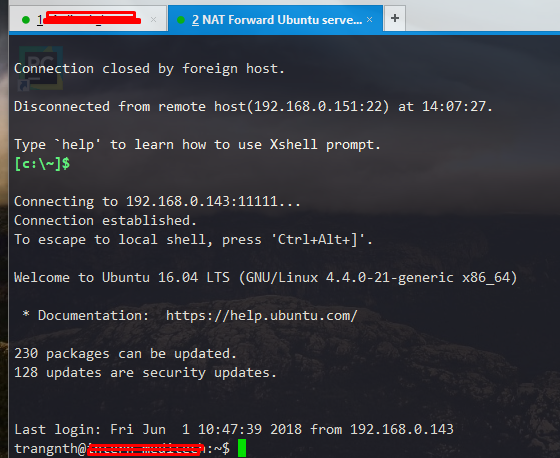 1
2 NAT Forward Ubuntu serve... × +
PC
Connection closed by foreign host.
Disconnected from remote host(192.168.0.151:22) at 14:07:27.
Type `help' to learn how to use Xshell prompt.
[c:\~]$
Connecting to 192.168.0.143:11111...
Connection established.
To escape to local shell, press 'Ctrl+Alt+]'.
Welcome to Ubuntu 16.04 LTS (GNU/Linux 4.4.0-21-generic x86_64)
* Documentation:  https://help.ubuntu.com/
230 packages can be updated.
128 updates are security updates.
Last login: Fri Jun  1 10:47:39 2018 from 192.168.0.143
trangnth@:~$